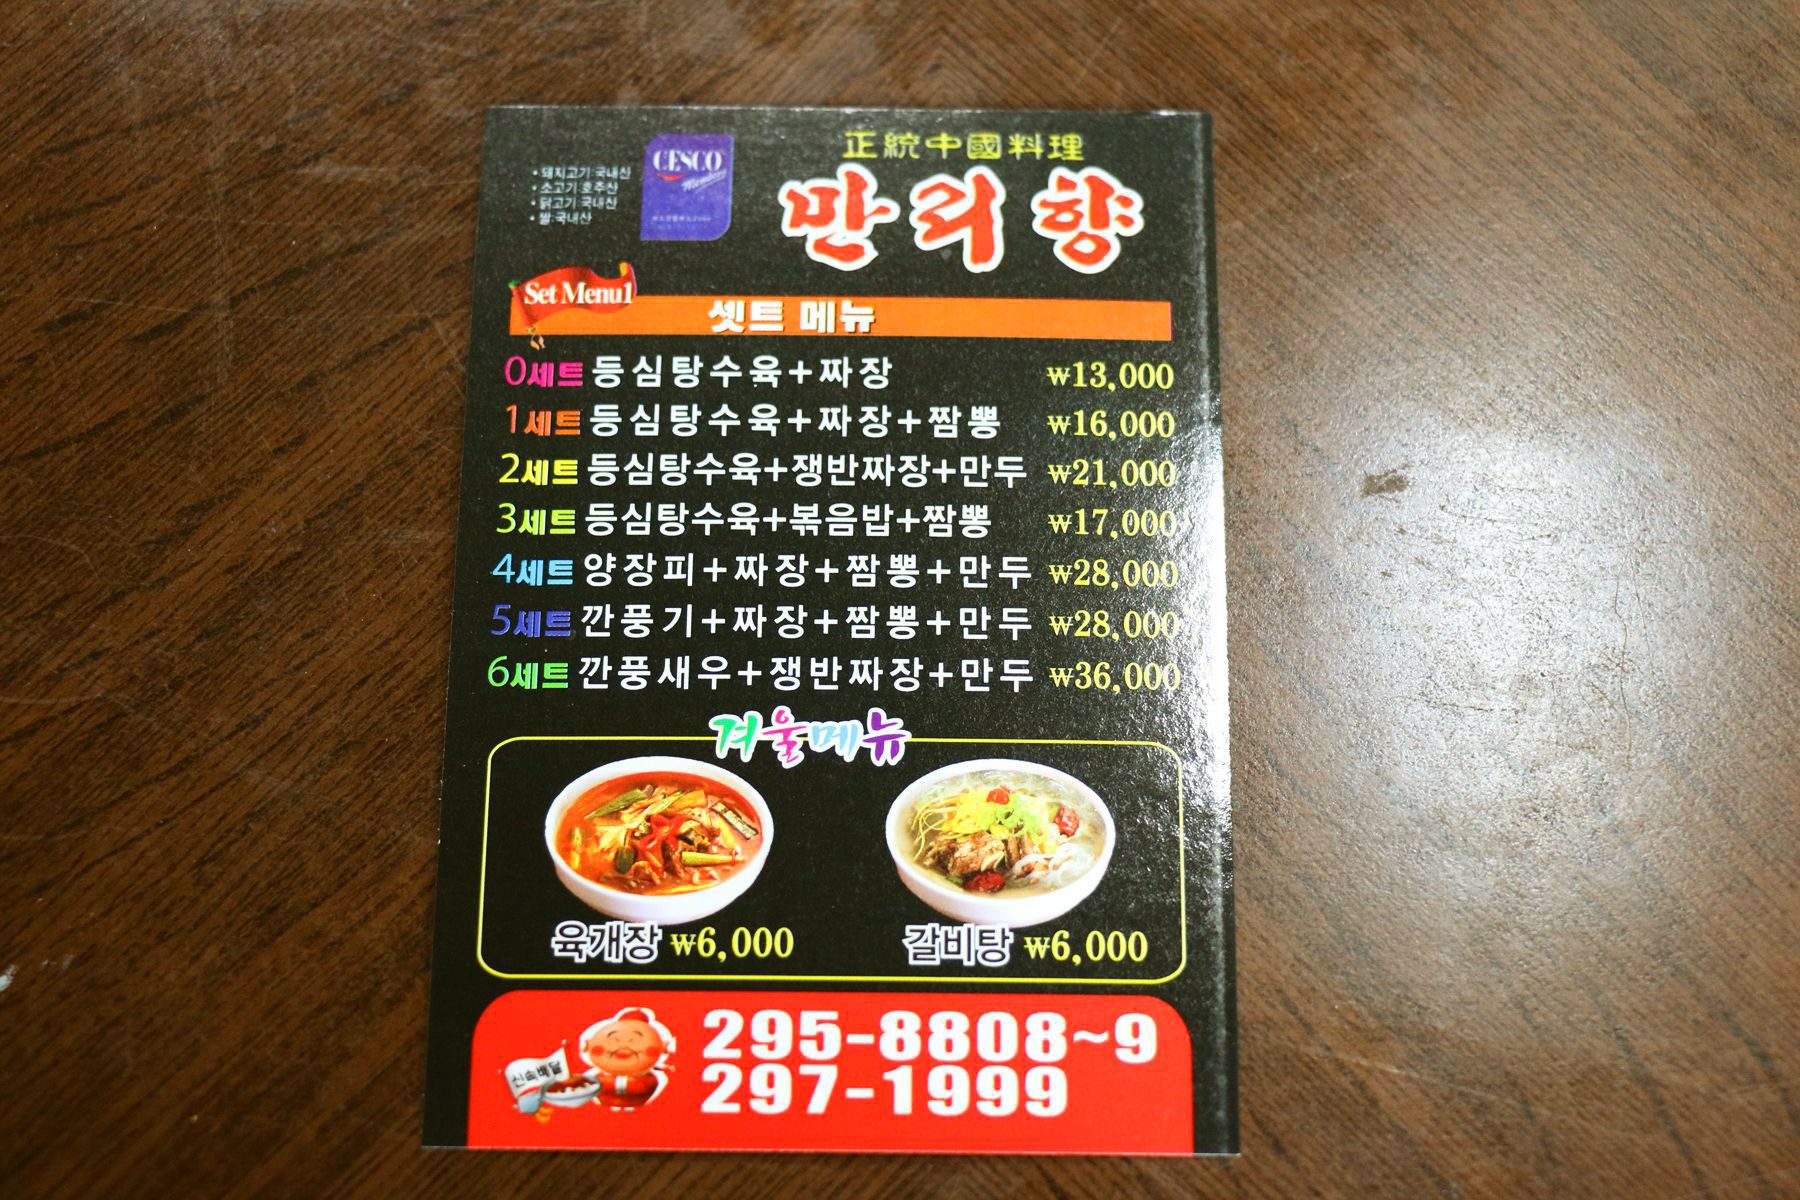 正統中國料理
만리향
• 돼지고기:국내산
• 소고기:호주산
• 닭고기:국내산
• 쌀:국내산
CESCO
Members
Set Menu1
셋트 메뉴
0세트 등심탕수육+짜장 ₩13,000
1세트 등심탕수육+짜장+짬뽕 ₩16,000
2세트 등심탕수육+쟁반짜장+만두 ₩21,000
3세트 등심탕수육+볶음밥+짬뽕 ₩17,000
4세트 양장피+짜장+짬뽕+만두 ₩28,000
5세트 깐풍기+짜장+짬뽕+만두 ₩28,000
6세트 깐풍새우+쟁반짜장+만두 ₩36,000
겨울메뉴
육개장 ₩6,000
갈비탕 ₩6,000
신속배달
295-8808~9
297-1999